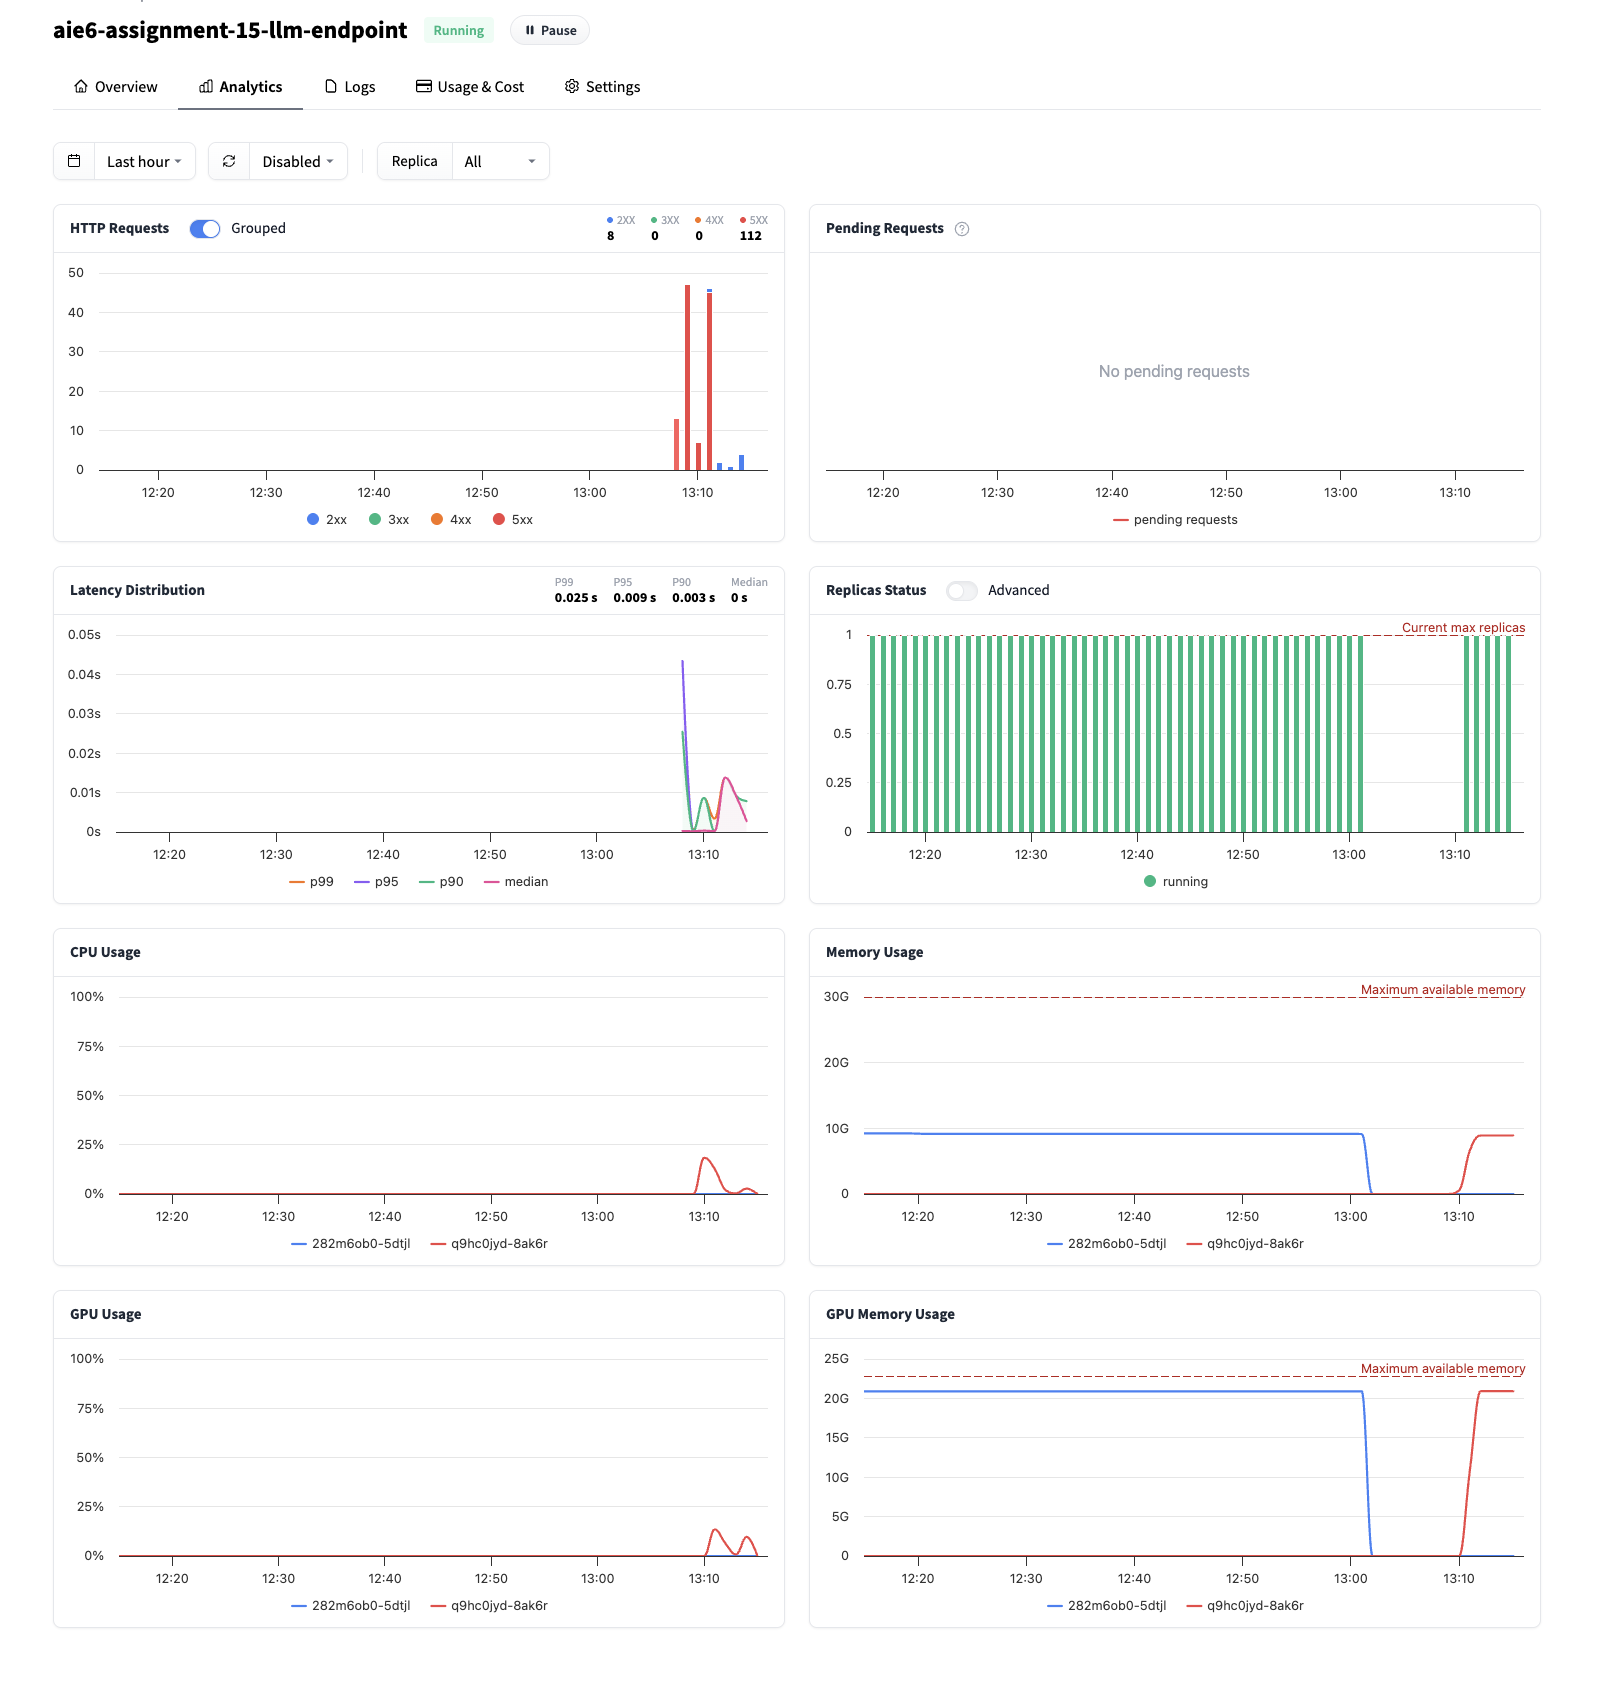 aie6-assignment-15-llm-endpoint Running Pause
Overview Analytics Logs Usage & Cost Settings
Last hour Disabled Replica All
HTTP Requests Grouped
2XX 3XX 4XX 5XX
8 0 0 112
50
40
30
20
10
0
12:20 12:30 12:40 12:50 13:00 13:10
2xx 3xx 4xx 5xx
Pending Requests ?
No pending requests
12:20 12:30 12:40 12:50 13:00 13:10
pending requests
Latency Distribution
P99 P95 P90 Median
0.025 s 0.009 s 0.003 s 0 s
0.05s
0.04s
0.03s
0.02s
0.01s
0s
12:20 12:30 12:40 12:50 13:00 13:10
p99 p95 p90 median
Replicas Status Advanced
Current max replicas
1
0.75
0.5
0.25
0
12:20 12:30 12:40 12:50 13:00 13:10
running
CPU Usage
100%
75%
50%
25%
0%
12:20 12:30 12:40 12:50 13:00 13:10
282m6ob0-5dtjl q9hc0jyd-8ak6r
Memory Usage
Maximum available memory
30G
20G
10G
0
12:20 12:30 12:40 12:50 13:00 13:10
282m6ob0-5dtjl q9hc0jyd-8ak6r
GPU Usage
100%
75%
50%
25%
0%
12:20 12:30 12:40 12:50 13:00 13:10
282m6ob0-5dtjl q9hc0jyd-8ak6r
GPU Memory Usage
25G
Maximum available memory
20G
15G
10G
5G
0
12:20 12:30 12:40 12:50 13:00 13:10
282m6ob0-5dtjl q9hc0jyd-8ak6r